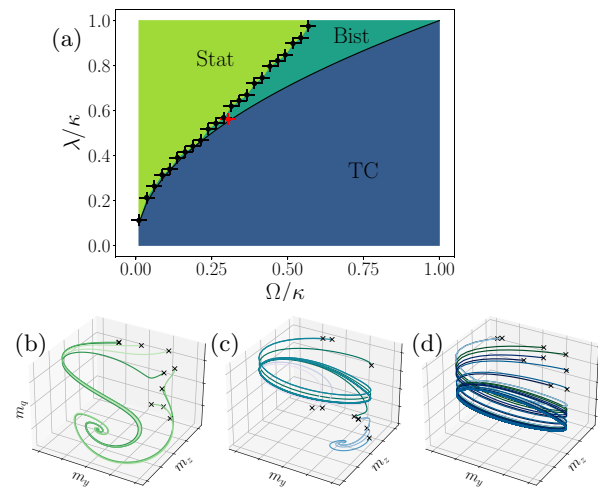 (a)
1.0
0.8
0.6
0.4
0.2
0.0
λ/κ
Stat
Bist
TC
0.00
0.25
0.50
0.75
1.00
Ω/κ
(b)
(c)
(d)
m_q
m_y
m_z
m_y
m_z
m_y
m_z